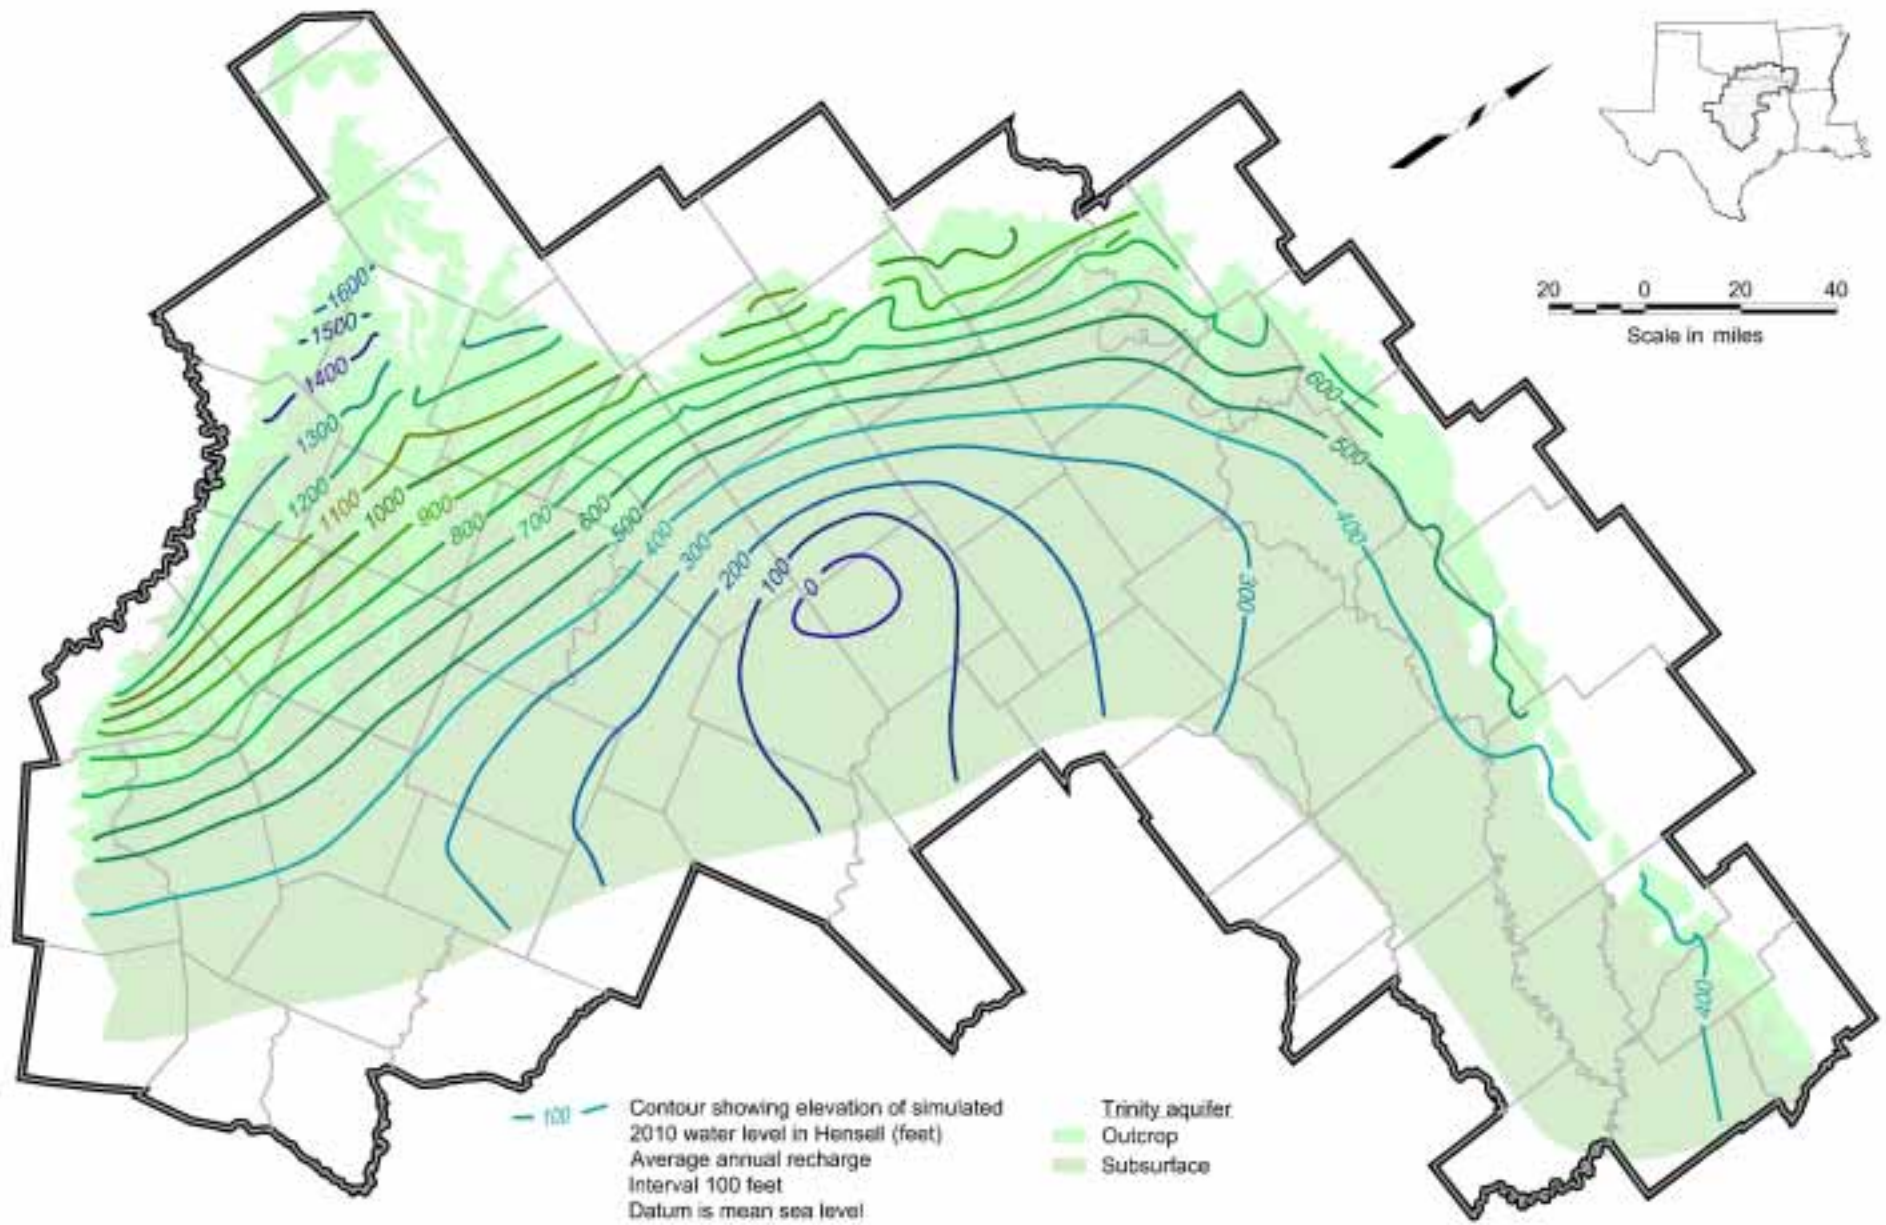 20 0 20 40
Scale in miles
1600
1500
1400
1300
1200
1100
1000
900
800
700
600
500
400
300
200
100
0
300
400
500
600
400
100
Contour showing elevation of simulated
2010 water level in Hensell (feet)
Average annual recharge
Interval 100 feet
Datum is mean sea level
Trinity aquifer
Outcrop
Subsurface